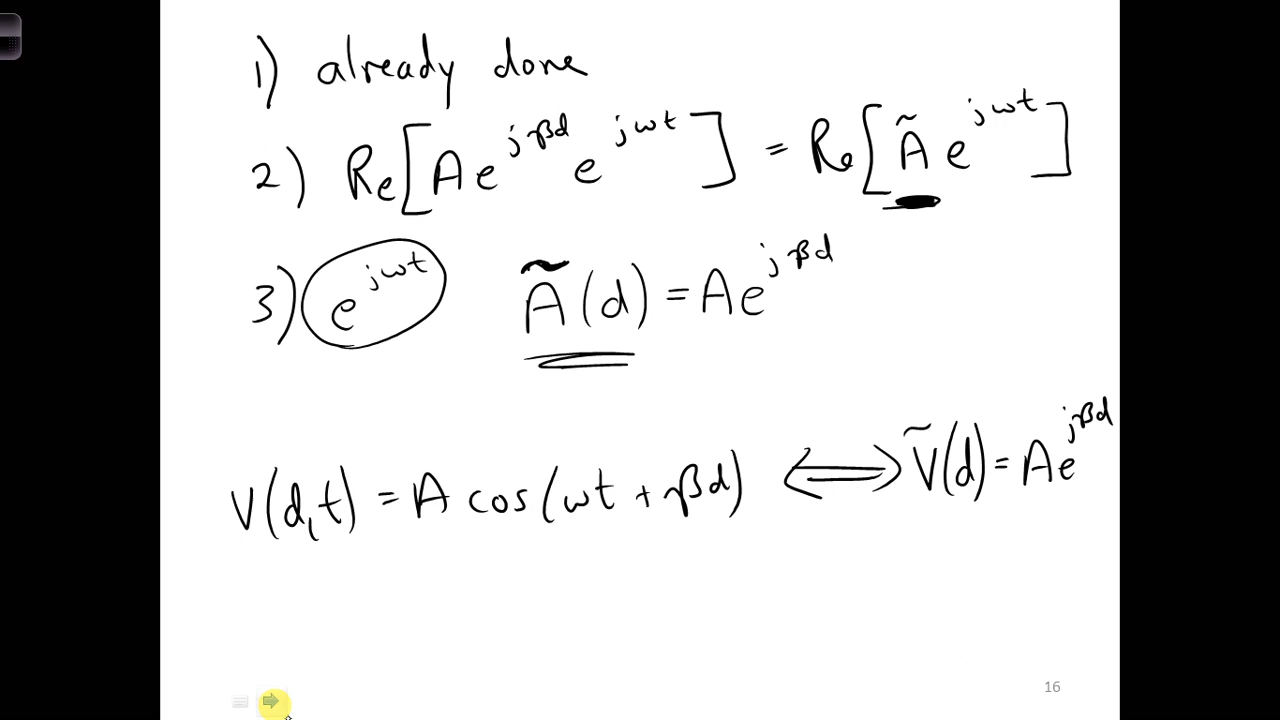 1) already done
2) Re[Ae^{jβd} e^{jωt}] = Re[Ã e^{jωt}]
3) e^{jωt} Ã(d) = Ae^{jβd}
V(d,t) = A cos(ωt + βd) ⟺ Ṽ(d) = Ae^{jβd}
16